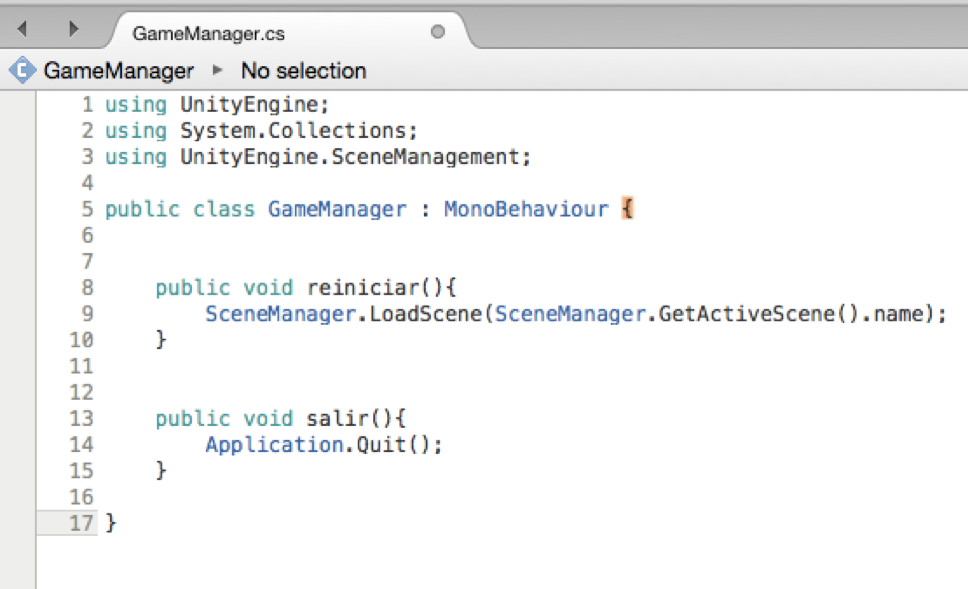 GameManager.cs
GameManager ▸ No selection
1 using UnityEngine;
2 using System.Collections;
3 using UnityEngine.SceneManagement;
4
5 public class GameManager : MonoBehaviour {
6
7
8     public void reiniciar(){
9         SceneManager.LoadScene(SceneManager.GetActiveScene().name);
10     }
11
12
13     public void salir(){
14         Application.Quit();
15     }
16
17 }